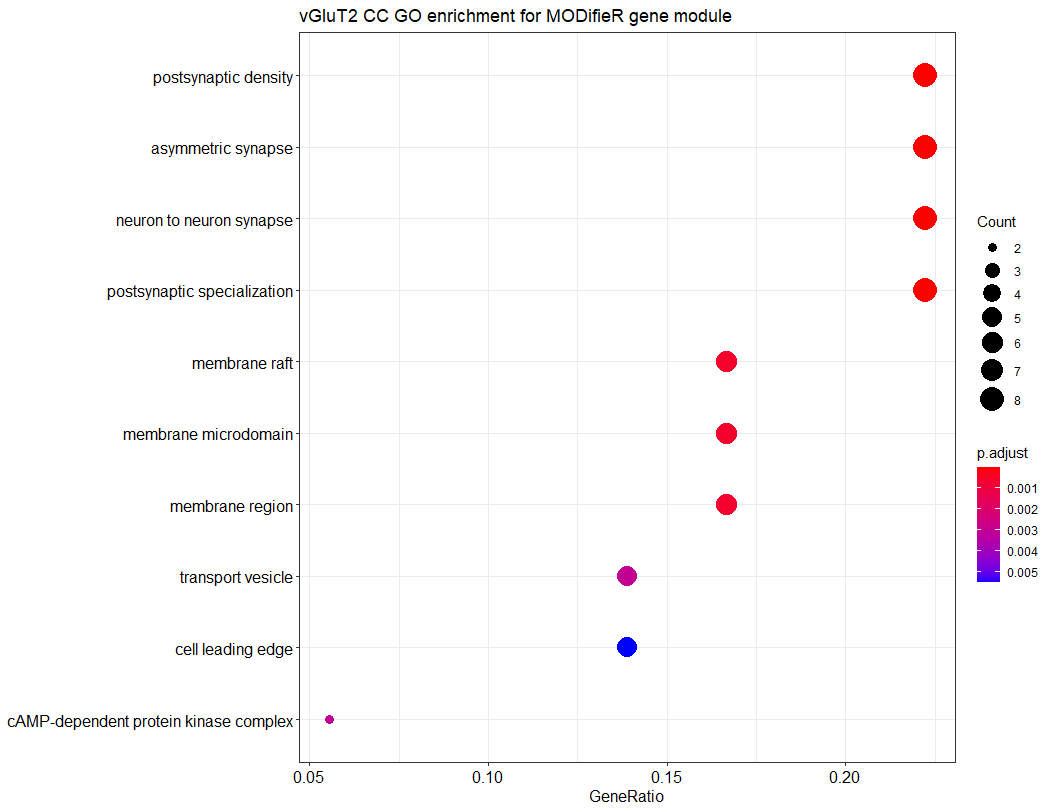 vGluT2 CC GO enrichment for MODifieR gene module
postsynaptic density
asymmetric synapse
neuron to neuron synapse
postsynaptic specialization
membrane raft
membrane microdomain
membrane region
transport vesicle
cell leading edge
cAMP-dependent protein kinase complex
0.05 0.10 0.15 0.20
GeneRatio
Count
2
3
4
5
6
7
8
p.adjust
0.001
0.002
0.003
0.004
0.005